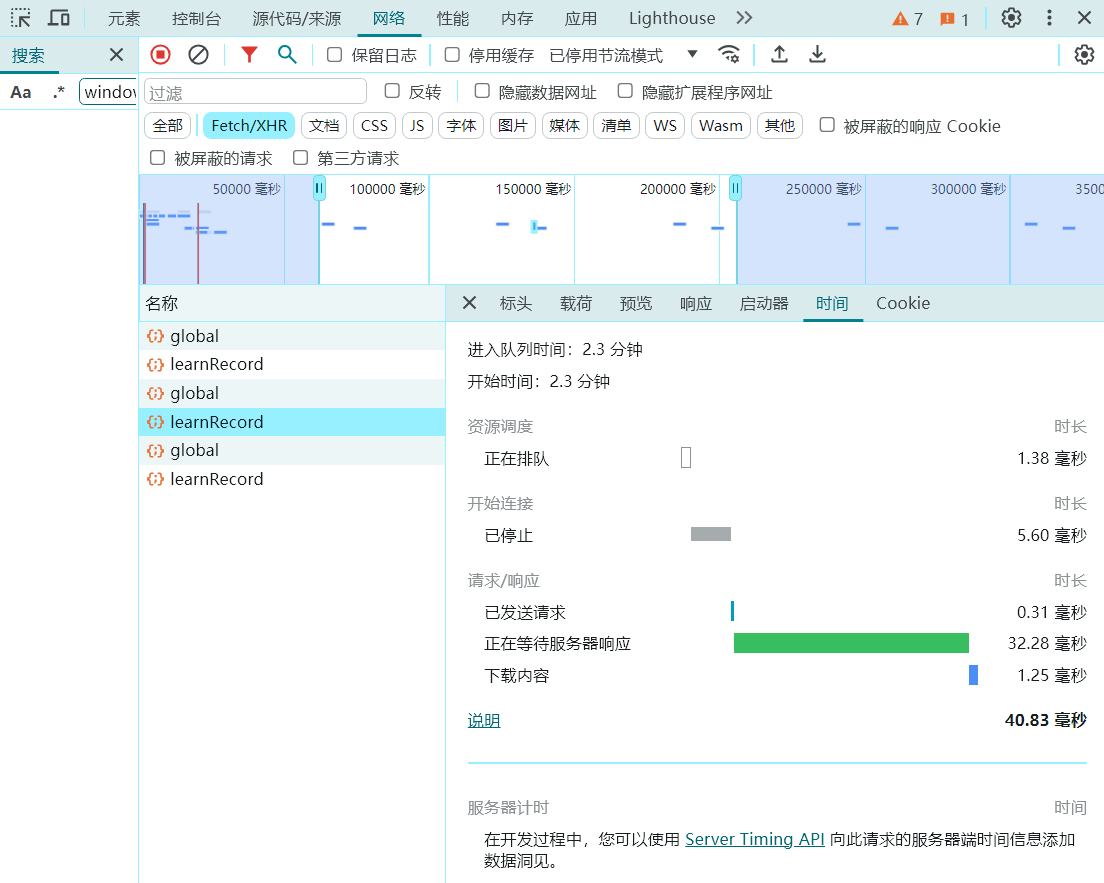 元素 控制台 源代码/来源 网络 性能 内存 应用 Lighthouse 7 1
搜索 保留日志 停用缓存 已停用节流模式
Aa .* window 过滤 反转 隐藏数据网址 隐藏扩展程序网址
全部 Fetch/XHR 文档 CSS JS 字体 图片 媒体 清单 WS Wasm 其他 被屏蔽的响应 Cookie
被屏蔽的请求 第三方请求
50000 毫秒 100000 毫秒 150000 毫秒 200000 毫秒 250000 毫秒 300000 毫秒 3500
名称 标头 载荷 预览 响应 启动器 时间 Cookie
global
learnRecord
global
learnRecord
global
learnRecord
进入队列时间：2.3 分钟
开始时间：2.3 分钟
资源调度 时长
正在排队 1.38 毫秒
开始连接 时长
已停止 5.60 毫秒
请求/响应 时长
已发送请求 0.31 毫秒
正在等待服务器响应 32.28 毫秒
下载内容 1.25 毫秒
说明 40.83 毫秒
服务器计时 时间
在开发过程中，您可以使用 Server Timing API 向此请求的服务器端时间信息添加
数据洞见。